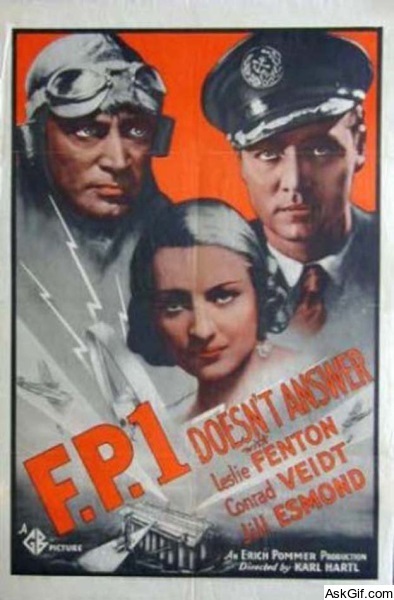 F.P.1
DOESN'T ANSWER
with
Leslie FENTON
Conrad VEIDT
Jill ESMOND
A
GB
PICTURE
AN ERICH POMMER PRODUCTION
Directed by KARL HARTL
AskGif.com